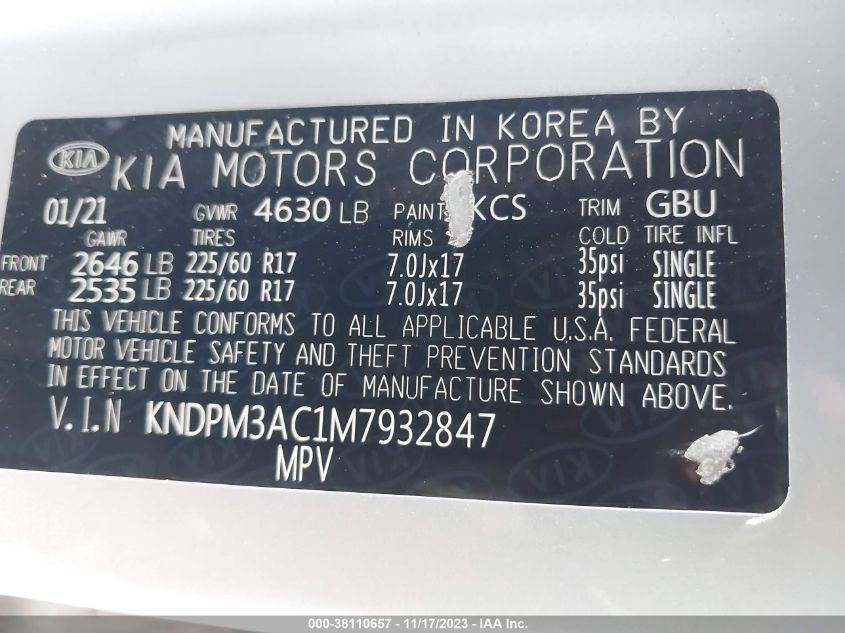 MANUFACTURED IN KOREA BY
KIA KIA MOTORS CORPORATION
01/21 GVWR 4630 LB PAINT KCS TRIM GBU
GAWR TIRES RIMS COLD TIRE INFL
FRONT 2646 LB 225/60 R17 7.0Jx17 35psi SINGLE
REAR 2535 LB 225/60 R17 7.0Jx17 35psi SINGLE
THIS VEHICLE CONFORMS TO ALL APPLICABLE U.S.A. FEDERAL
MOTOR VEHICLE SAFETY AND THEFT PREVENTION STANDARDS
IN EFFECT ON THE DATE OF MANUFACTURE SHOWN ABOVE.
V.I.N KNDPM3AC1M7932847
MPV
000-38110657 - 11/17/2023 - IAA Inc.